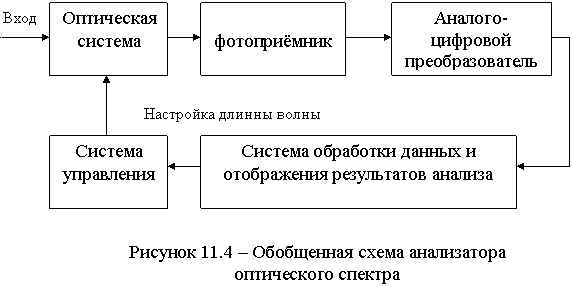 Вход
Оптическая
система
фотоприёмник
Аналого-
цифровой
преобразователь
Настройка длинны волны
Система
управления
Система обработки данных и
отображения результатов анализа
Рисунок 11.4 – Обобщенная схема анализатора
оптического спектра